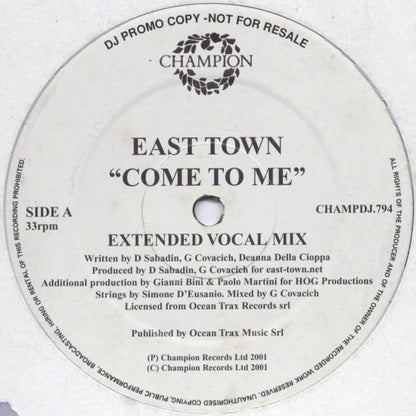 DJ PROMO COPY -NOT FOR RESALE
CHAMPION
EAST TOWN
"COME TO ME"
SIDE A
33rpm
CHAMPDJ.794
EXTENDED VOCAL MIX
Written by D Sabadin, G Covacich, Deanna Della Cioppa
Produced by D Sabadin, G Covacich for east-town.net
Additional production by Gianni Bini & Paolo Martini for HOG Productions
Strings by Simone D'Eusanio. Mixed by G Covacich
Licensed from Ocean Trax Records srl
Published by Ocean Trax Music Srl
(P) Champion Records Ltd 2001
(C) Champion Records Ltd 2001
ALL RIGHTS OF THE PRODUCER AND OF THE OWNER OF THE WORK REPRODUCED RESERVED. UNAUTHORISED COPYING, PUBLIC PERFORMANCE, BROADCASTING, HIRING OR RENTAL OF THIS RECORDING PROHIBITED.